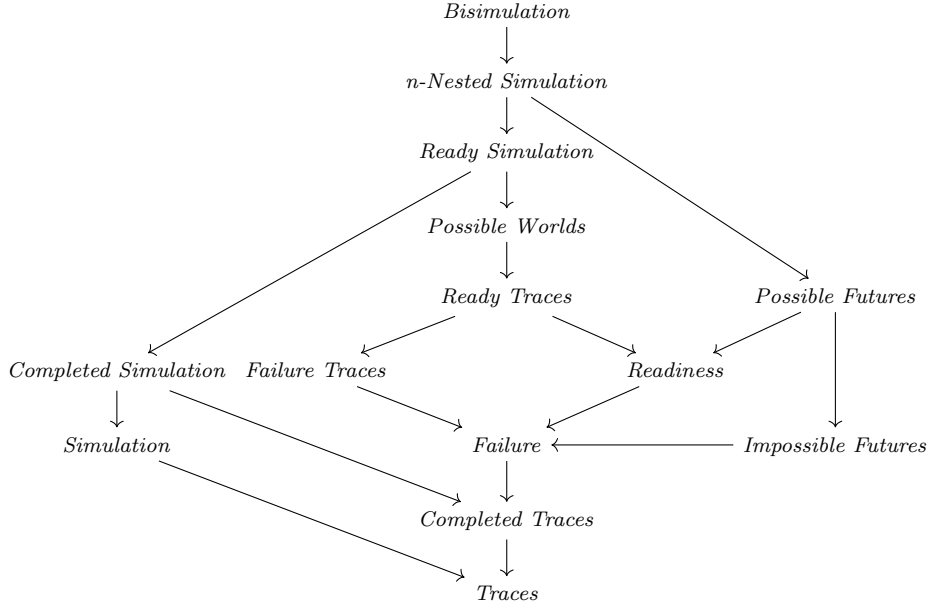 Bisimulation
n-Nested Simulation
Ready Simulation
Possible Worlds
Ready Traces
Possible Futures
Completed Simulation
Failure Traces
Readiness
Simulation
Failure
Impossible Futures
Completed Traces
Traces